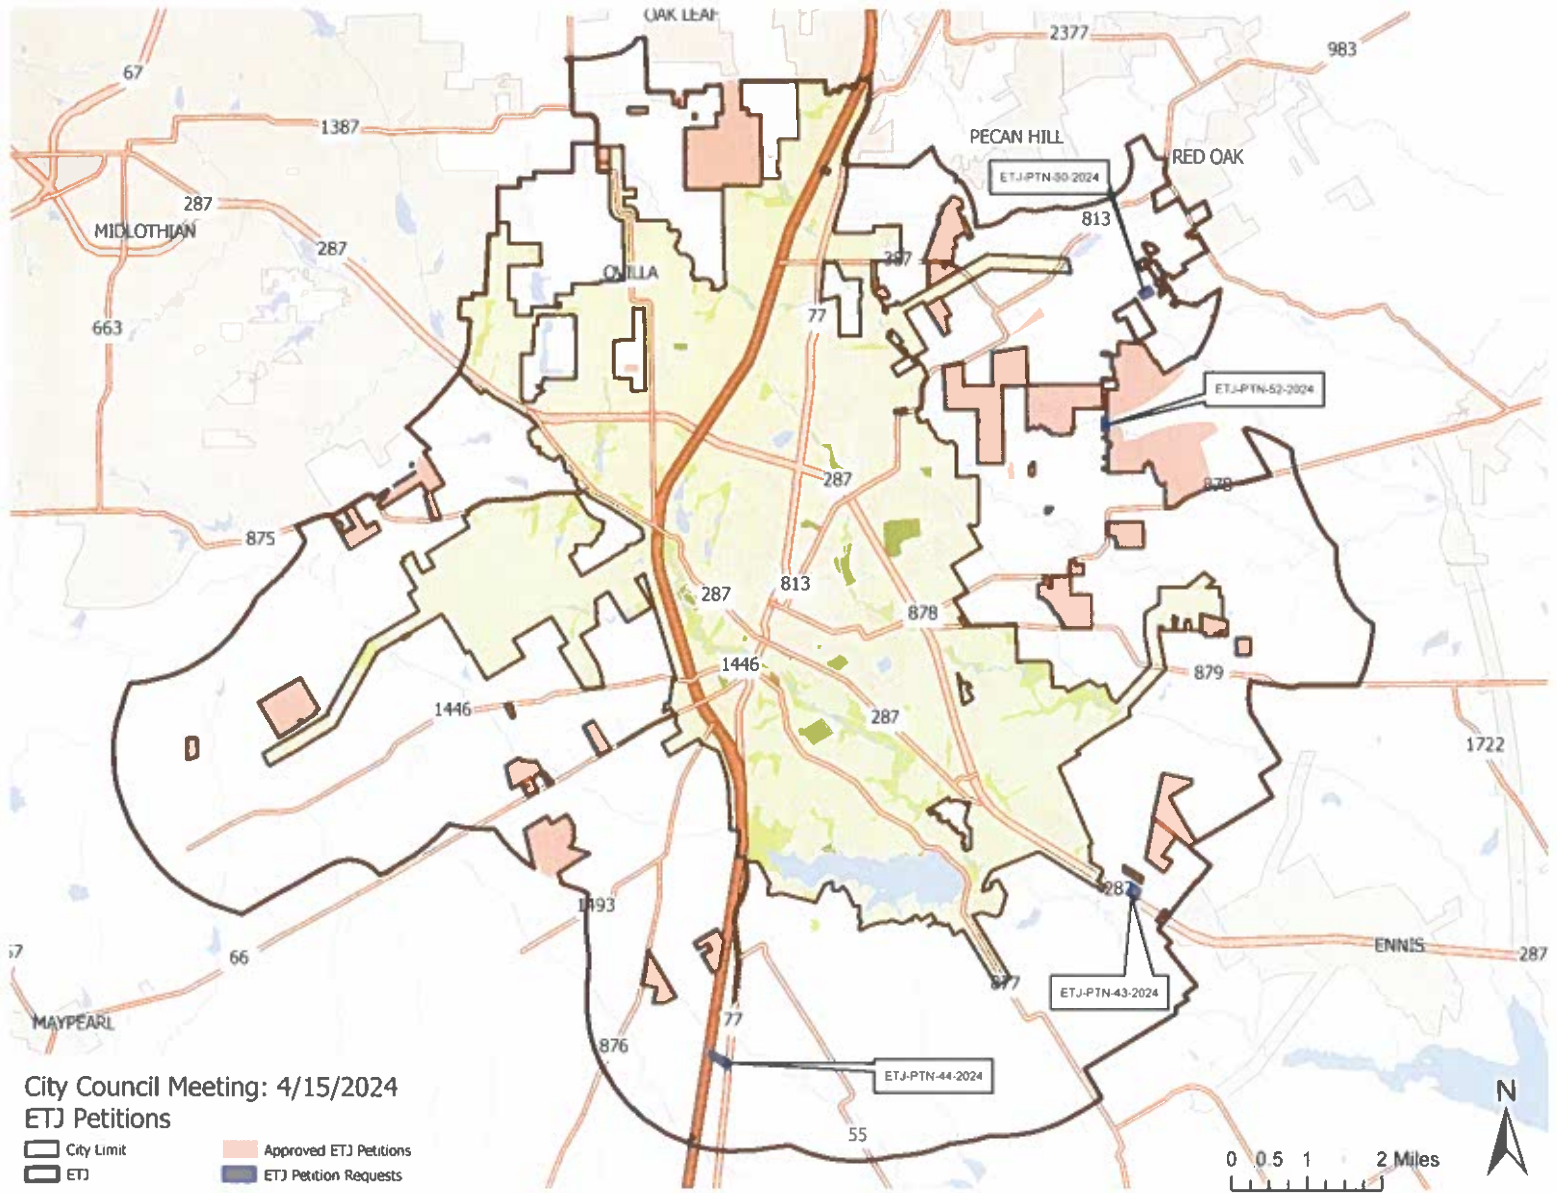 OAK LEAF
2377
983
67
1387
PECAN HILL
RED OAK
ETJ-PTN-30-2024
287
813
MIDLOTHIAN
287
387
OVILLA
77
663
ETJ-PTN-52-2024
287
878
875
813
287
878
1446
879
1446
287
1722
287
1493
ENNIS
287
66
67
877
ETJ-PTN-43-2024
MAYPEARL
77
876
ETJ-PTN-44-2024
55
City Council Meeting: 4/15/2024
ETJ Petitions
City Limit
Approved ETJ Petitions
ETJ
ETJ Petition Requests
N
0 0.5 1 2 Miles